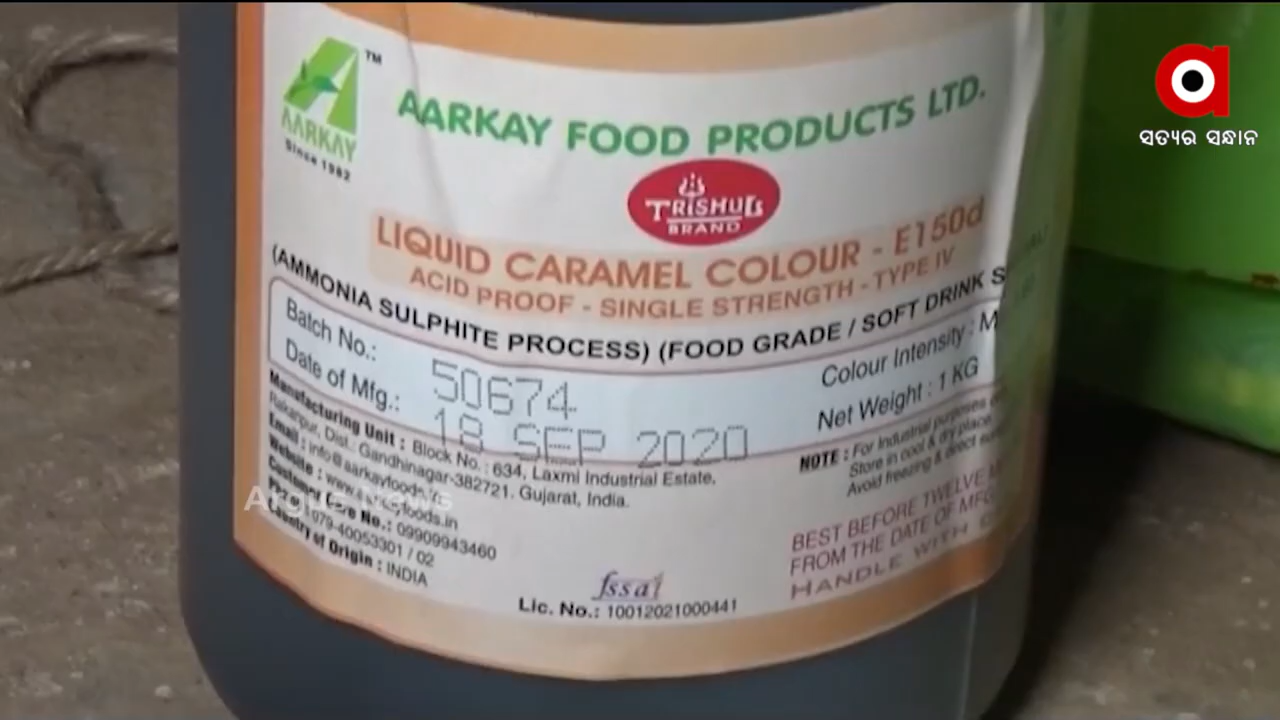 AARKAY
Since 1982
TM
AARKAY FOOD PRODUCTS LTD.
TRISHUL
BRAND
LIQUID CARAMEL COLOUR - E150d
ACID PROOF - SINGLE STRENGTH - TYPE IV
(AMMONIA SULPHITE PROCESS) (FOOD GRADE / SOFT DRINK
Batch No.: 50674
Date of Mfg.: 18 SEP 2020
Colour Intensity :
Net Weight : 1 KG
Manufacturing Unit : Block No. : 634, Laxmi Industrial Estate,
Rakanpur, Dist.: Gandhinagar-382721. Gujarat, India.
Email : info@aarkayfoods.in
Website : www.aarkayfoods.in
Customer Care No.: 09909943460
079-40053301 / 02
Country of Origin : INDIA
NOTE : For Industrial purposes
Store in cool & dry place
Avoid freezing & direct
BEST BEFORE TWELVE
FROM THE DATE OF MFG
HANDLE WITH
fssai
Lic. No.: 10012021000441
Argus News
ସତ୍ୟର ସନ୍ଧାନ